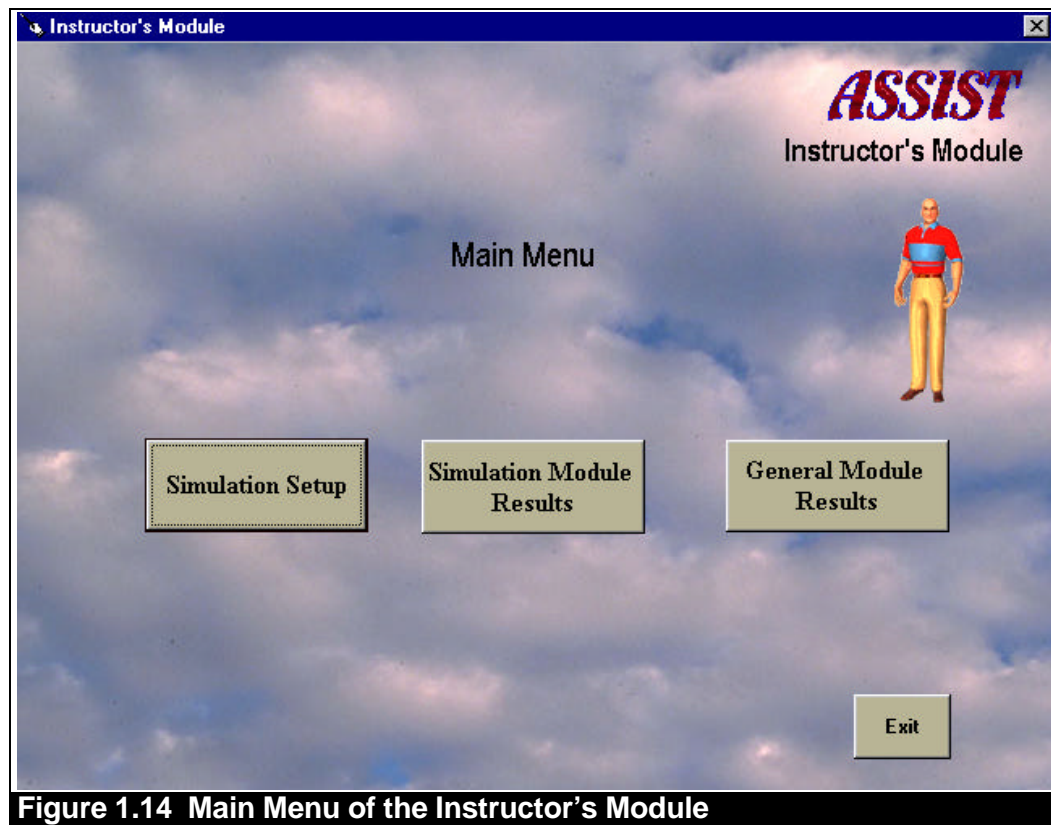 Instructor's Module
ASSIST
Instructor's Module
Main Menu
Simulation Setup
Simulation Module
Results
General Module
Results
Exit
Figure 1.14 Main Menu of the Instructor’s Module